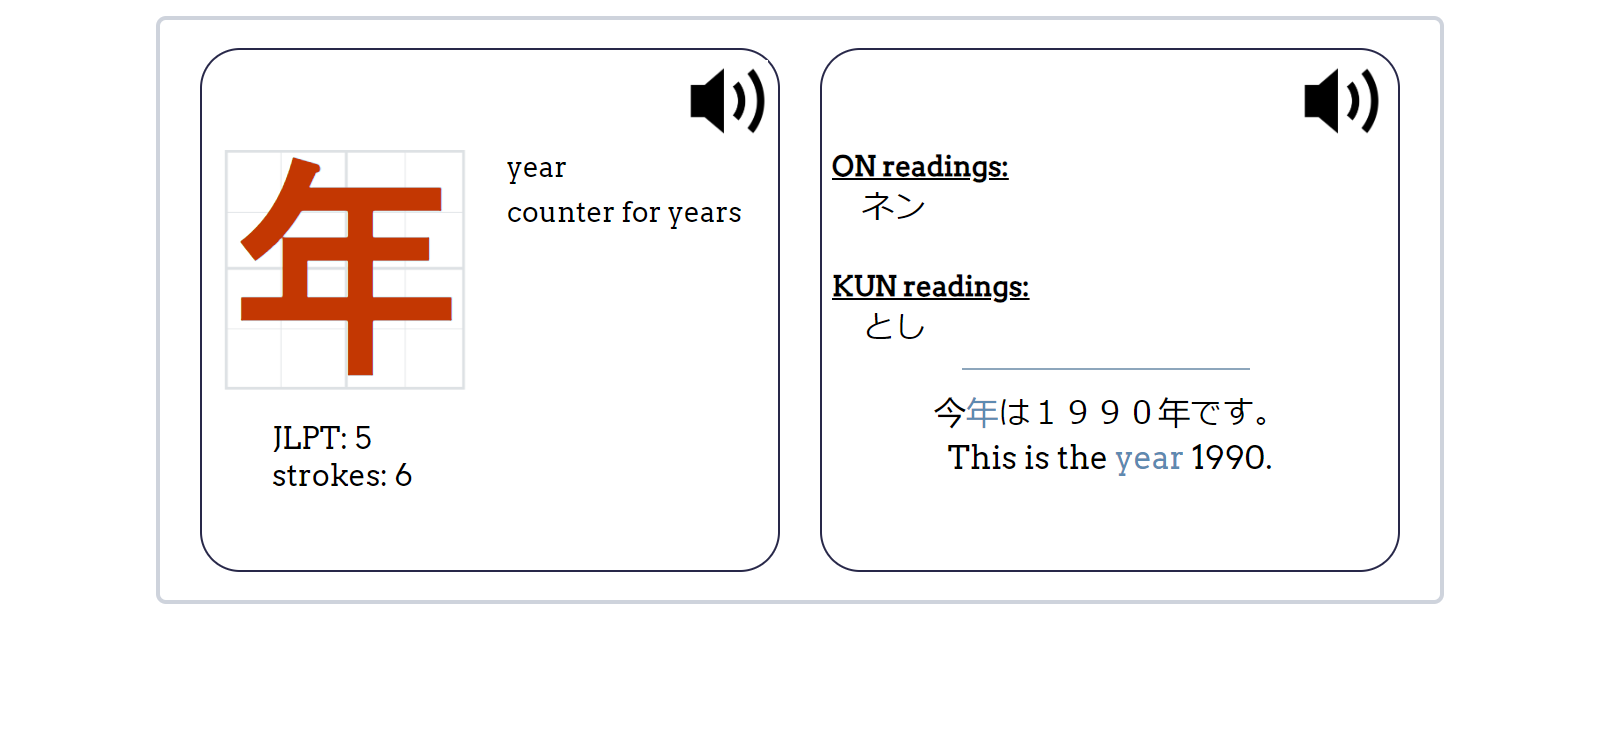 年
year
counter for years
JLPT: 5
strokes: 6
ON readings:
ネン
KUN readings:
とし
今年は１９９０年です。
This is the year 1990.